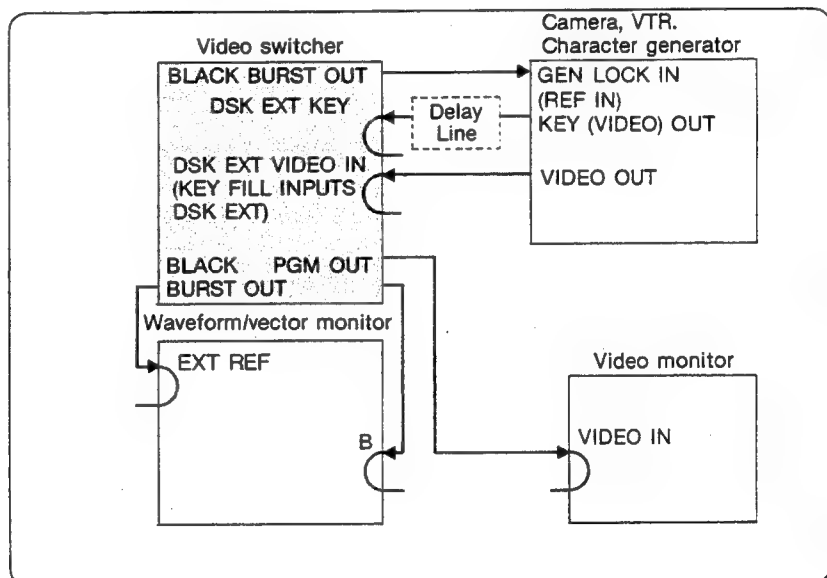 Camera, VTR.
Character generator
Video switcher
BLACK BURST OUT
GEN LOCK IN
(REF IN)
DSK EXT KEY
Delay
Line
KEY (VIDEO) OUT
DSK EXT VIDEO IN
(KEY FILL INPUTS
DSK EXT)
VIDEO OUT
BLACK PGM OUT
BURST OUT
Waveform/vector monitor
EXT REF
B
Video monitor
VIDEO IN